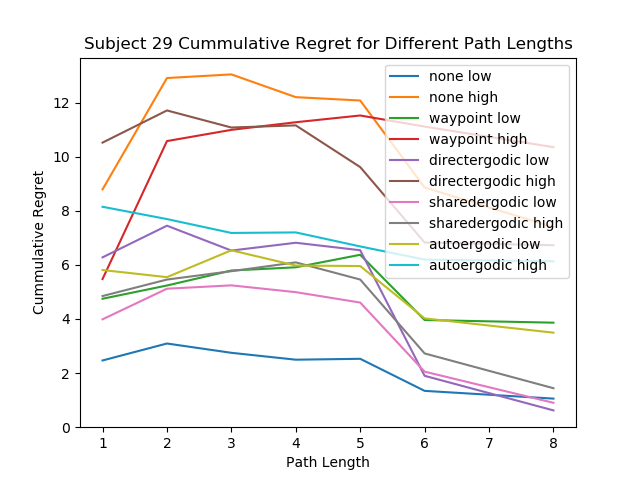 Subject 29 Cummulative Regret for Different Path Lengths
none low
none high
waypoint low
waypoint high
directergodic low
directergodic high
sharedergodic low
sharedergodic high
autoergodic low
autoergodic high
Cummulative Regret
12
10
8
6
4
2
0
1 2 3 4 5 6 7 8
Path Length